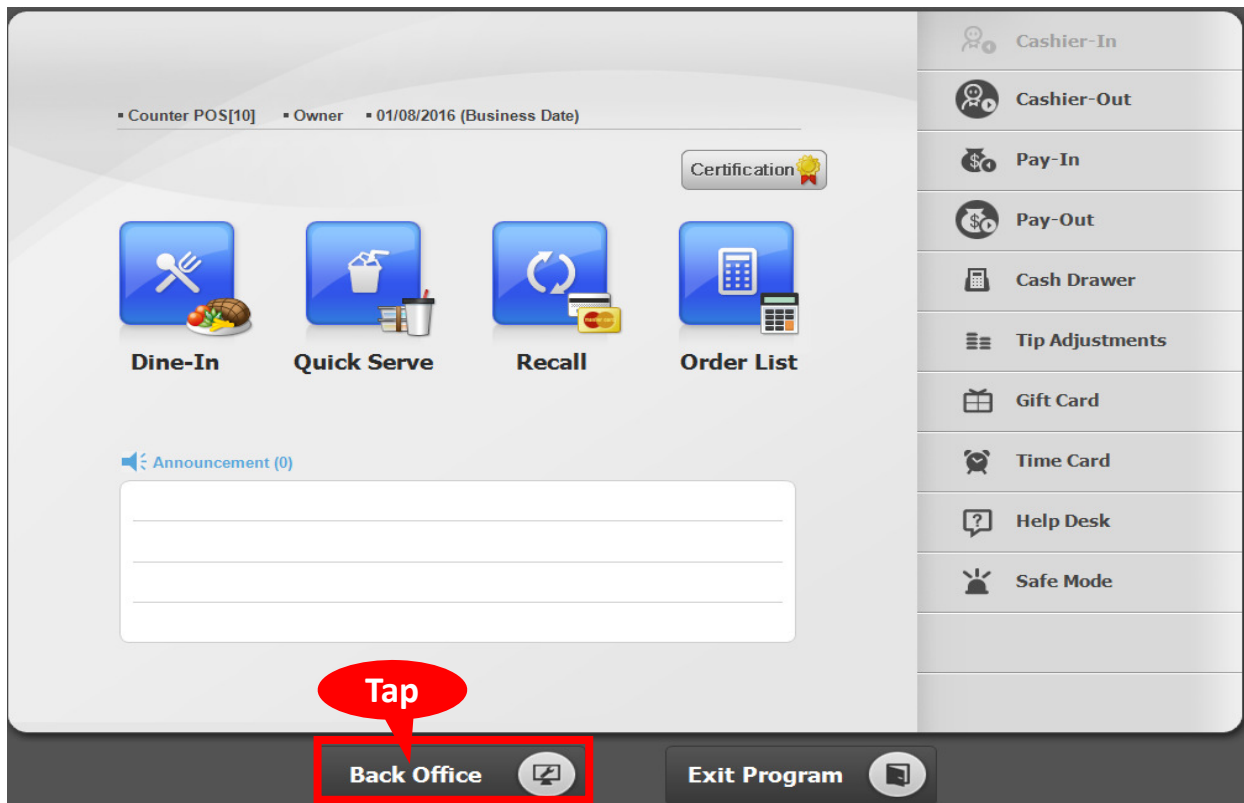 ▪ Counter POS[10] ▪ Owner ▪ 01/08/2016 (Business Date)
Certification
Dine-In
Quick Serve
Recall
Order List
Announcement (0)
Cashier-In
Cashier-Out
Pay-In
Pay-Out
Cash Drawer
Tip Adjustments
Gift Card
Time Card
Help Desk
Safe Mode
Tap
Back Office
Exit Program